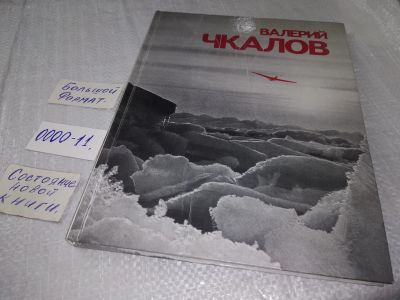 ВАЛЕРИЙ
ЧКАЛОВ
Большой
Формат.
0000-11.
Состояние
новой
книги.